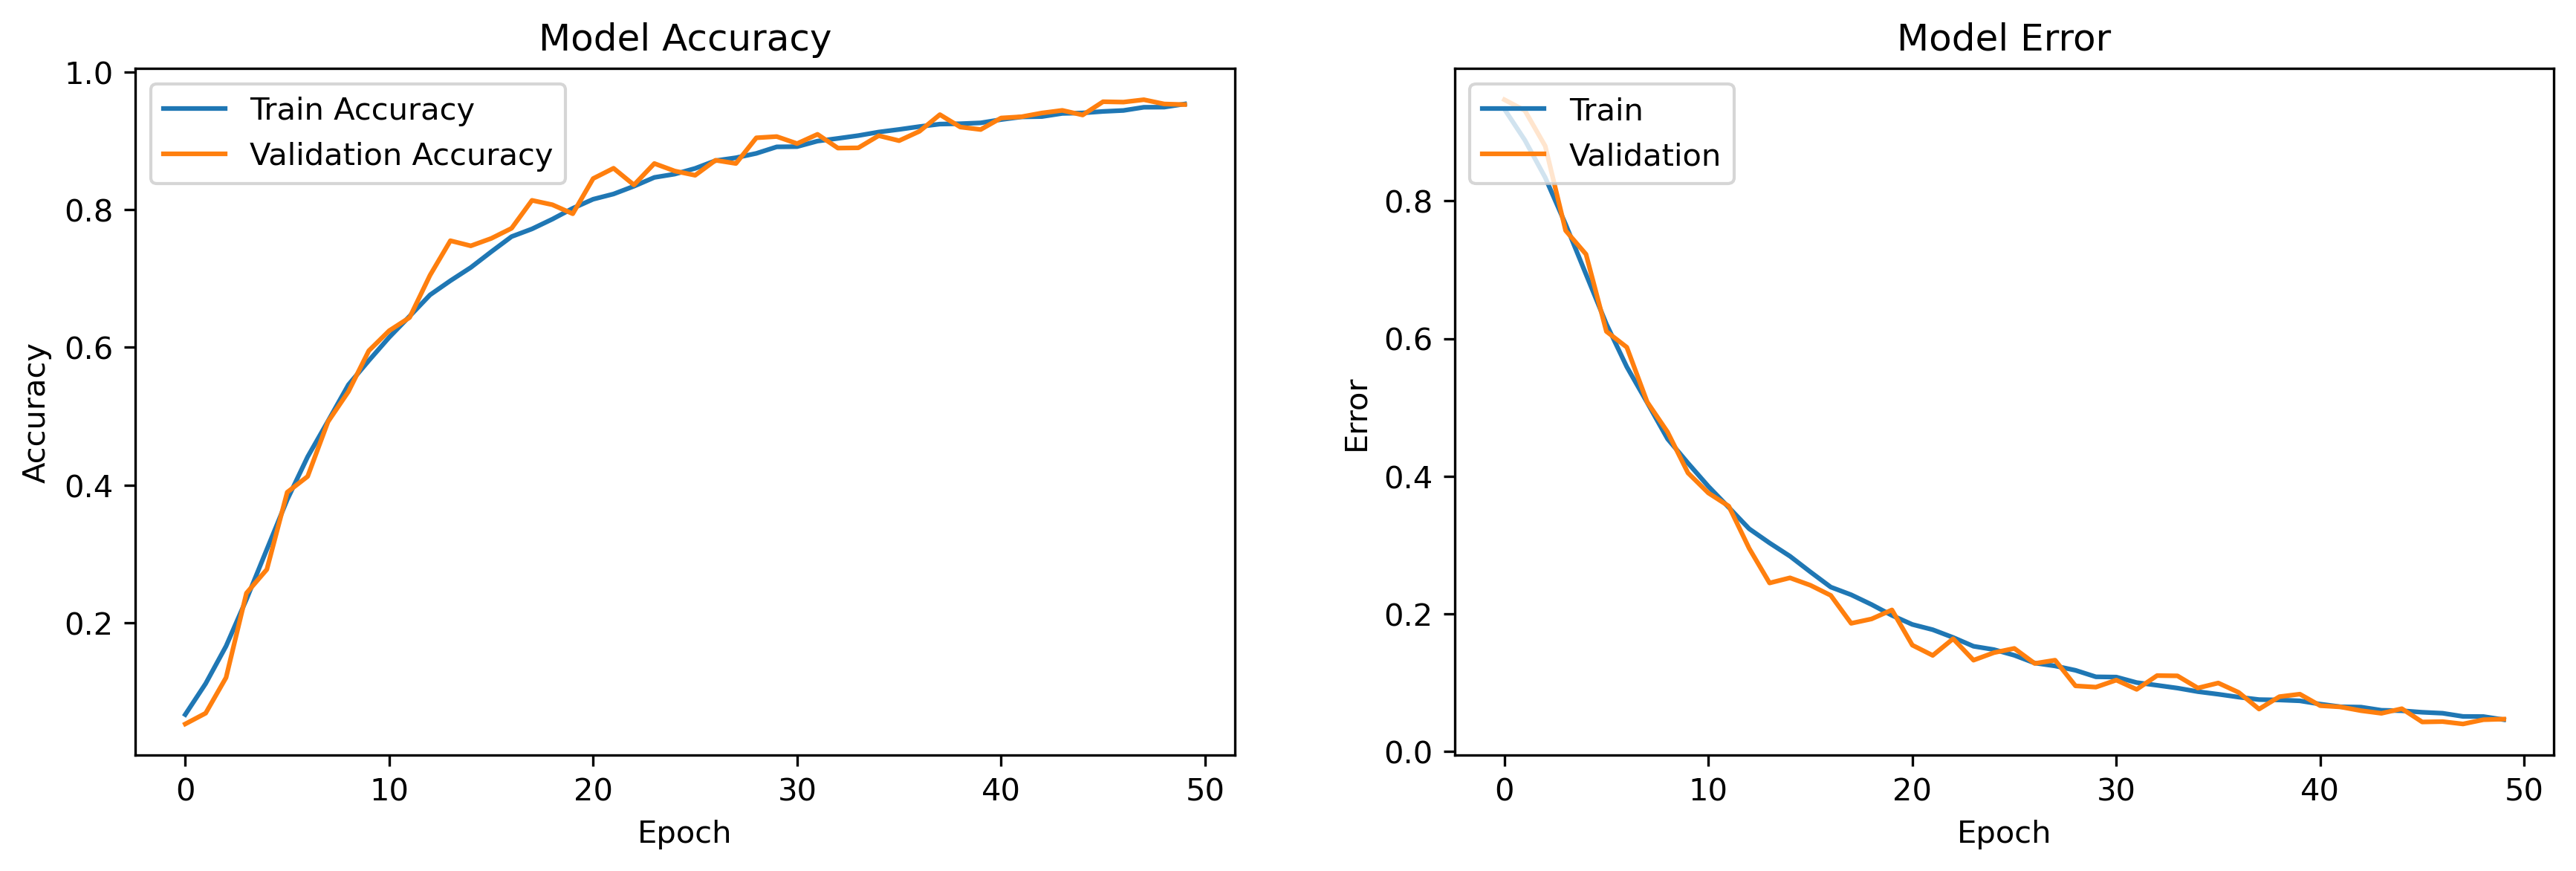 Model Accuracy
1.0
0.8
0.6
0.4
0.2
Accuracy
Train Accuracy
Validation Accuracy
0 10 20 30 40 50
Epoch
Model Error
0.8
0.6
0.4
0.2
0.0
Error
Train
Validation
0 10 20 30 40 50
Epoch